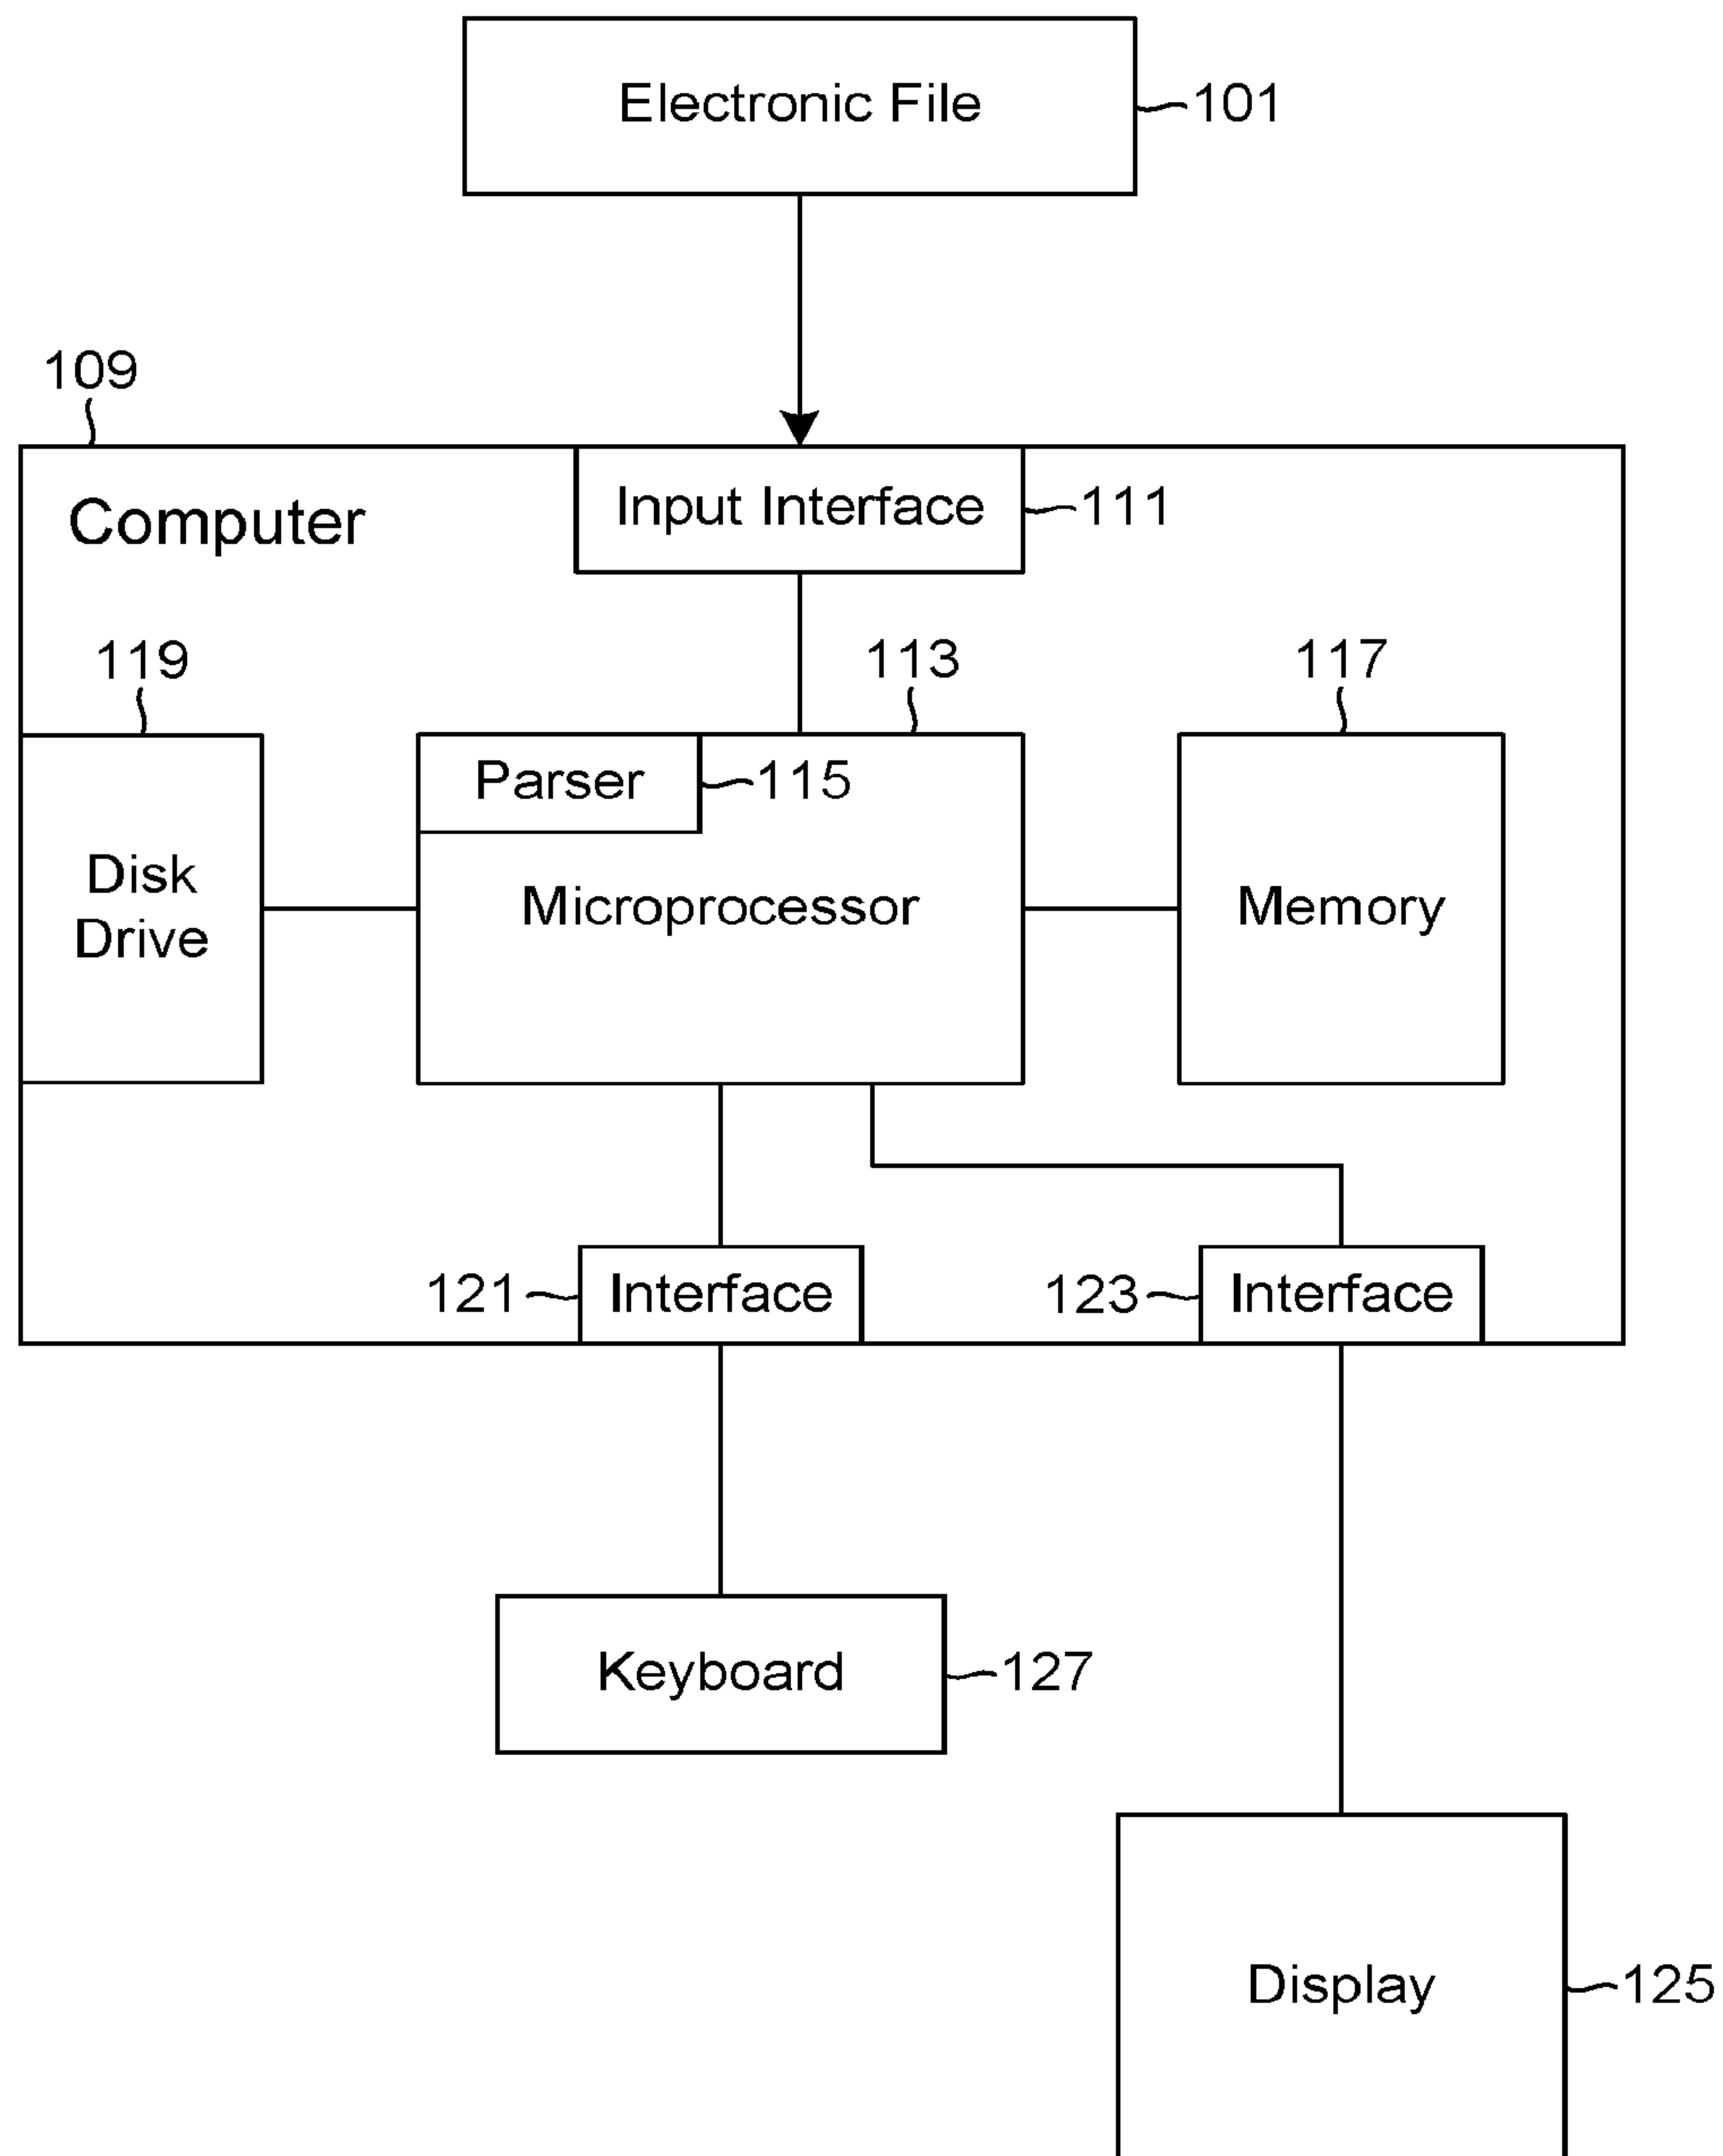 Electronic File
101
109
Computer
Input Interface
111
119
113
117
Parser
115
Disk
Drive
Microprocessor
Memory
121
Interface
123
Interface
Keyboard
127
Display
125